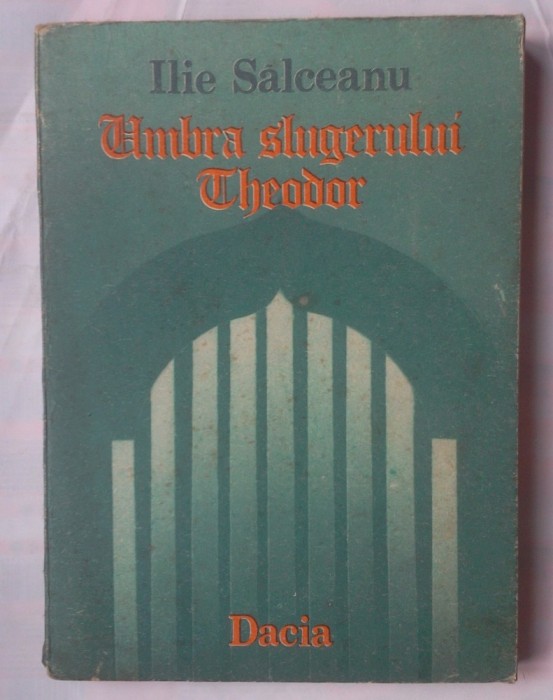 Ilie Sălceanu
Umbra slugerului
Theodor
Dacia